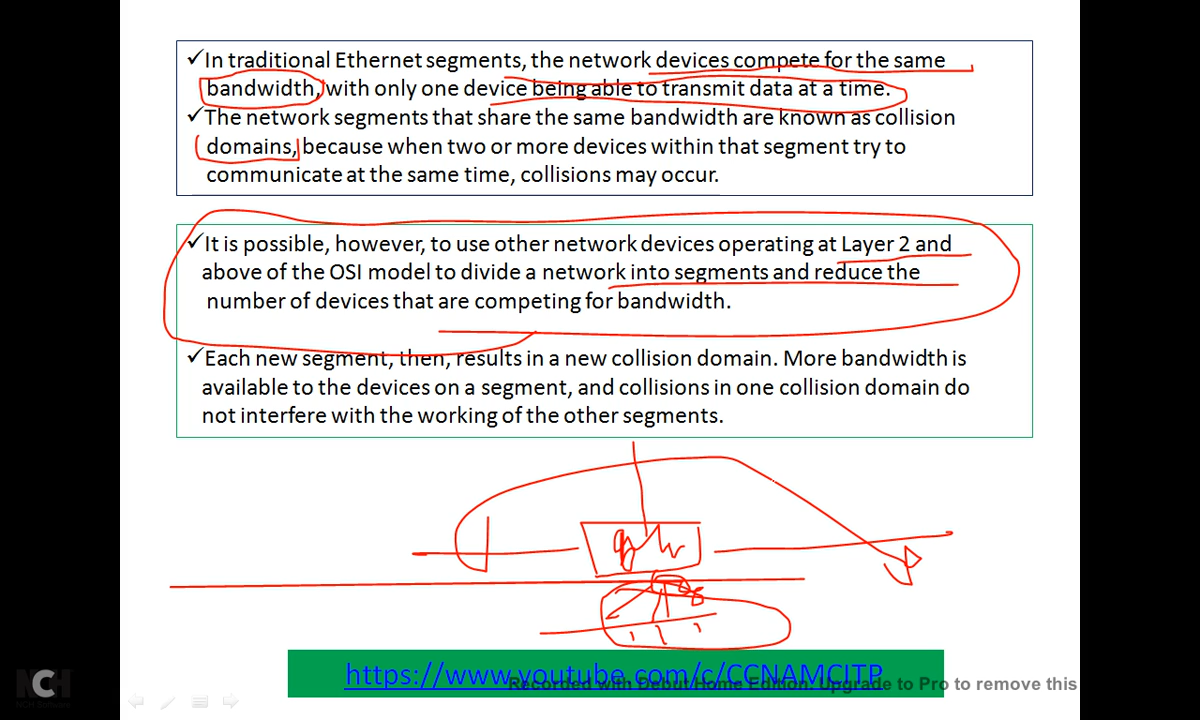 ✓In traditional Ethernet segments, the network devices compete for the same
bandwidth, with only one device being able to transmit data at a time.
✓The network segments that share the same bandwidth are known as collision
domains, because when two or more devices within that segment try to
communicate at the same time, collisions may occur.
✓It is possible, however, to use other network devices operating at Layer 2 and
above of the OSI model to divide a network into segments and reduce the
number of devices that are competing for bandwidth.
✓Each new segment, then, results in a new collision domain. More bandwidth is
available to the devices on a segment, and collisions in one collision domain do
not interfere with the working of the other segments.
https://www.youtube.com/c/CCNAMCITP
Recorded with Debut Home Edition. Upgrade to Pro to remove this
NCH
NCH Software